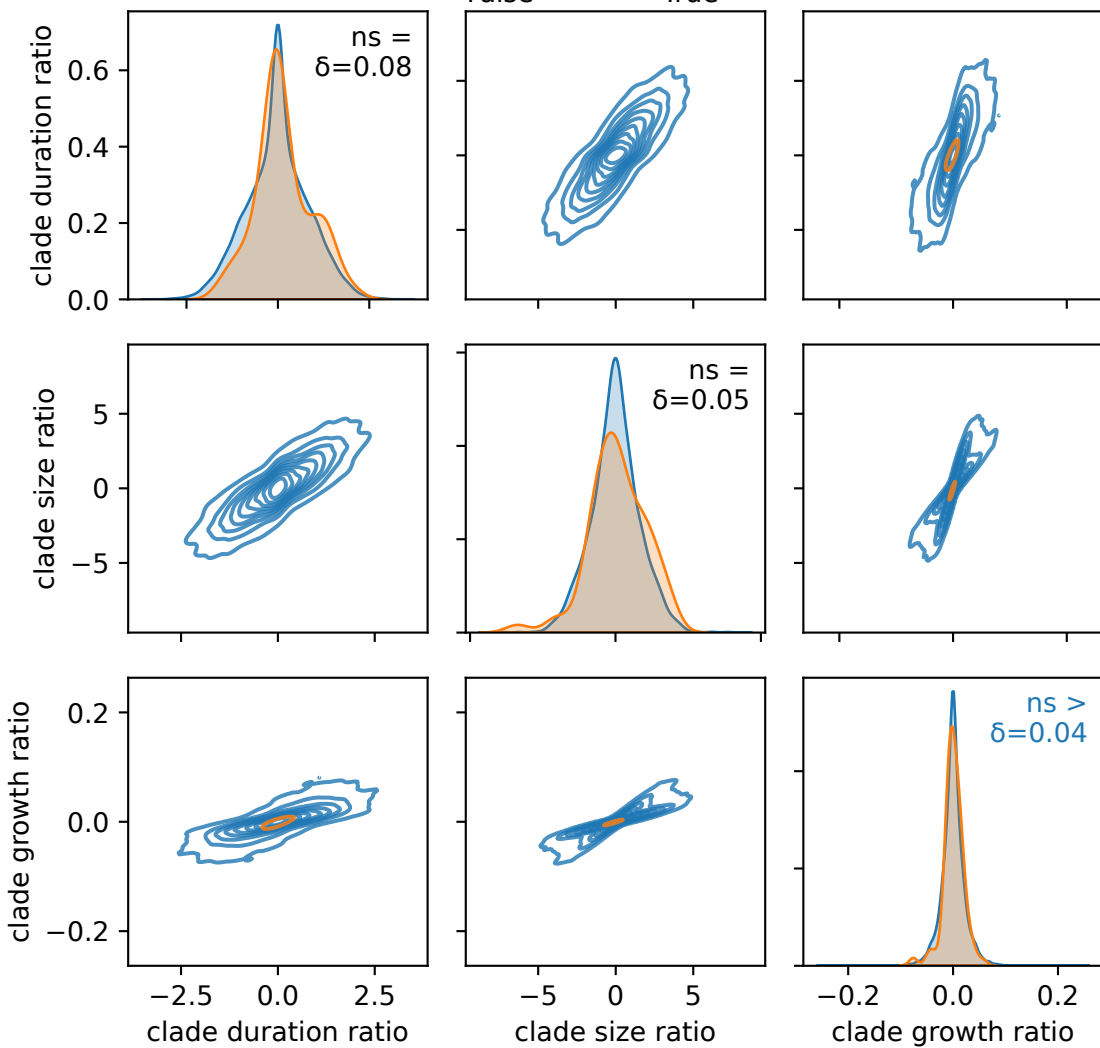 clade duration ratio
0.6
0.4
0.2
0.0
ns =
δ=0.08
clade size ratio
5
0
−5
ns =
δ=0.05
clade growth ratio
0.2
0.0
−0.2
ns >
δ=0.04
−2.5 0.0 2.5
−5 0 5
−0.2 0.0 0.2
clade duration ratio
clade size ratio
clade growth ratio